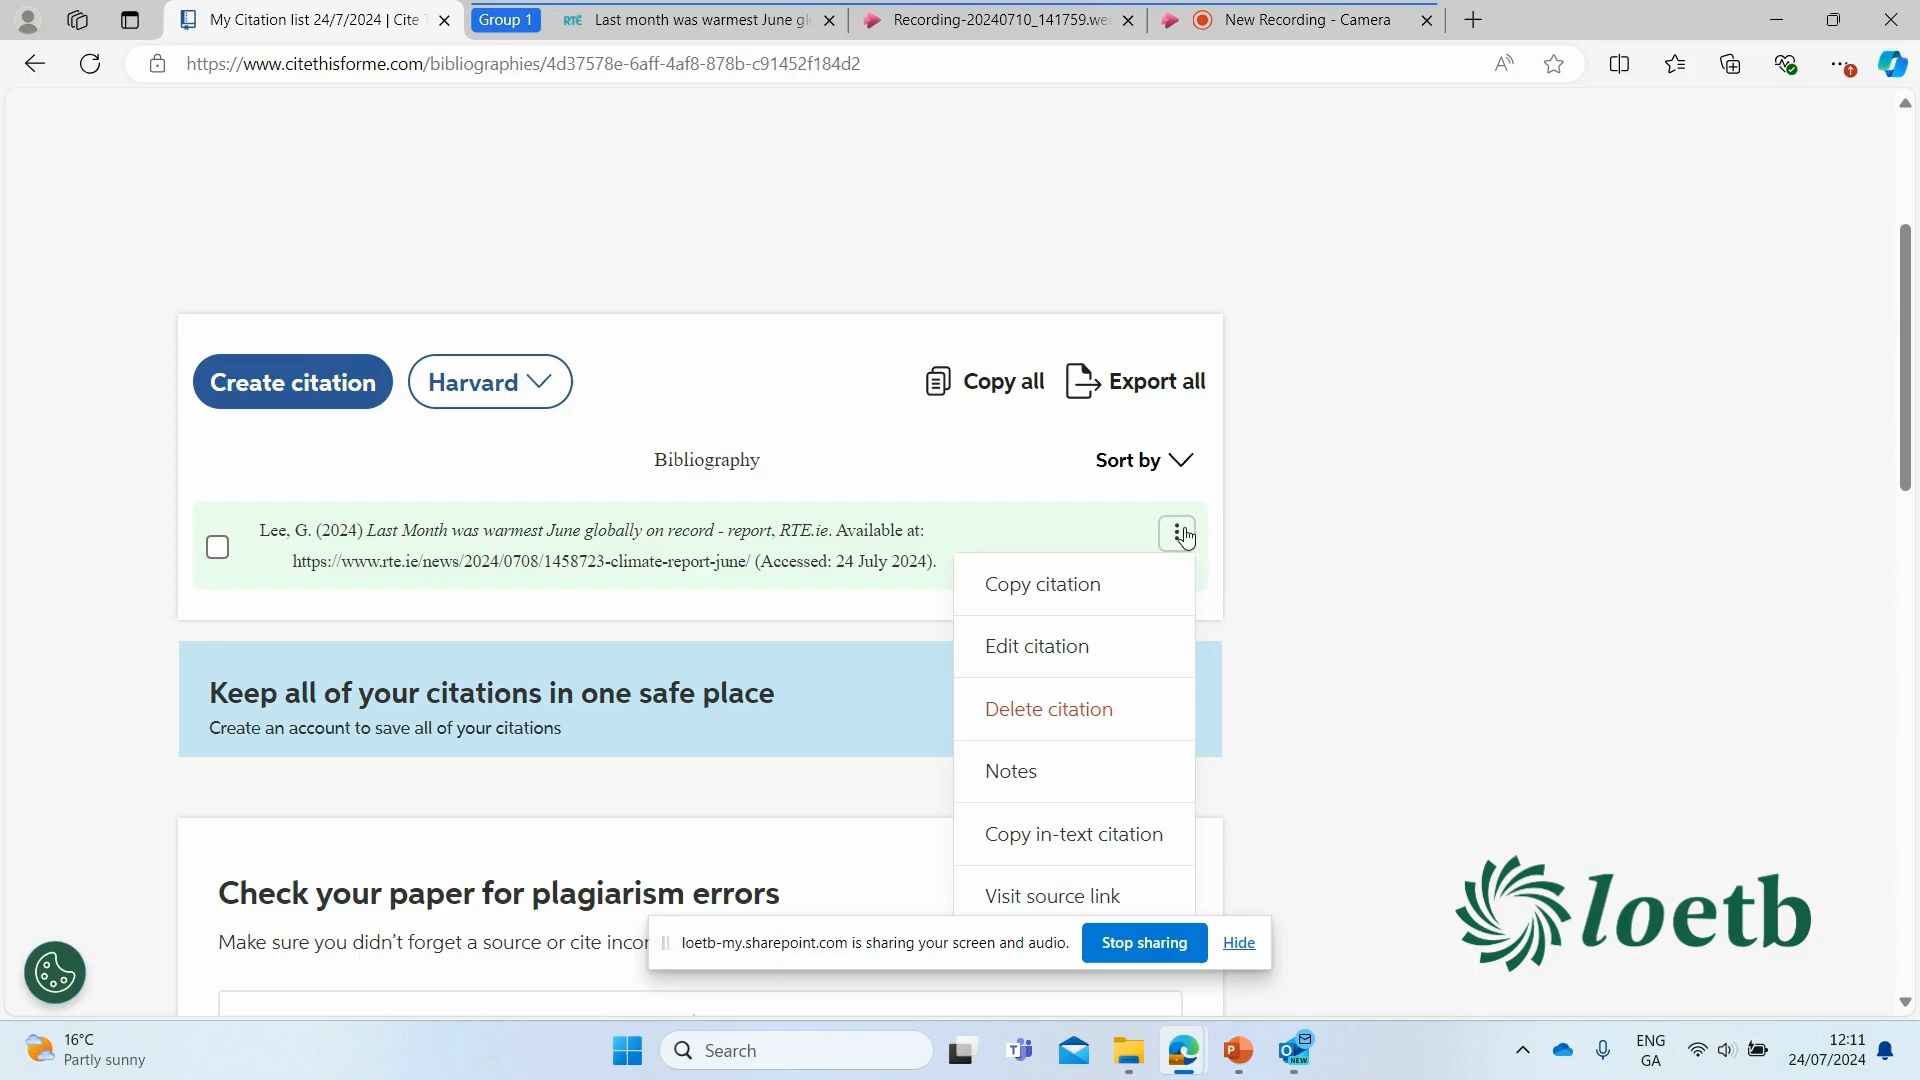 My Citation list 24/7/2024 | Cite T
Group 1
RTÉ Last month was warmest June gl
Recording-20240710_141759.we
New Recording - Camera
https://www.citethisforme.com/bibliographies/4d37578e-6aff-4af8-878b-c91452f184d2
Create citation
Harvard
Copy all
Export all
Bibliography
Sort by
Lee, G. (2024) Last Month was warmest June globally on record - report, RTE.ie. Available at:
https://www.rte.ie/news/2024/0708/1458723-climate-report-june/ (Accessed: 24 July 2024).
Copy citation
Edit citation
Delete citation
Notes
Copy in-text citation
Visit source link
Keep all of your citations in one safe place
Create an account to save all of your citations
Check your paper for plagiarism errors
Make sure you didn't forget a source or cite incor
loetb-my.sharepoint.com is sharing your screen and audio.
Stop sharing
Hide
loetb
16°C
Partly sunny
Search
NEW
ENG
GA
12:11
24/07/2024